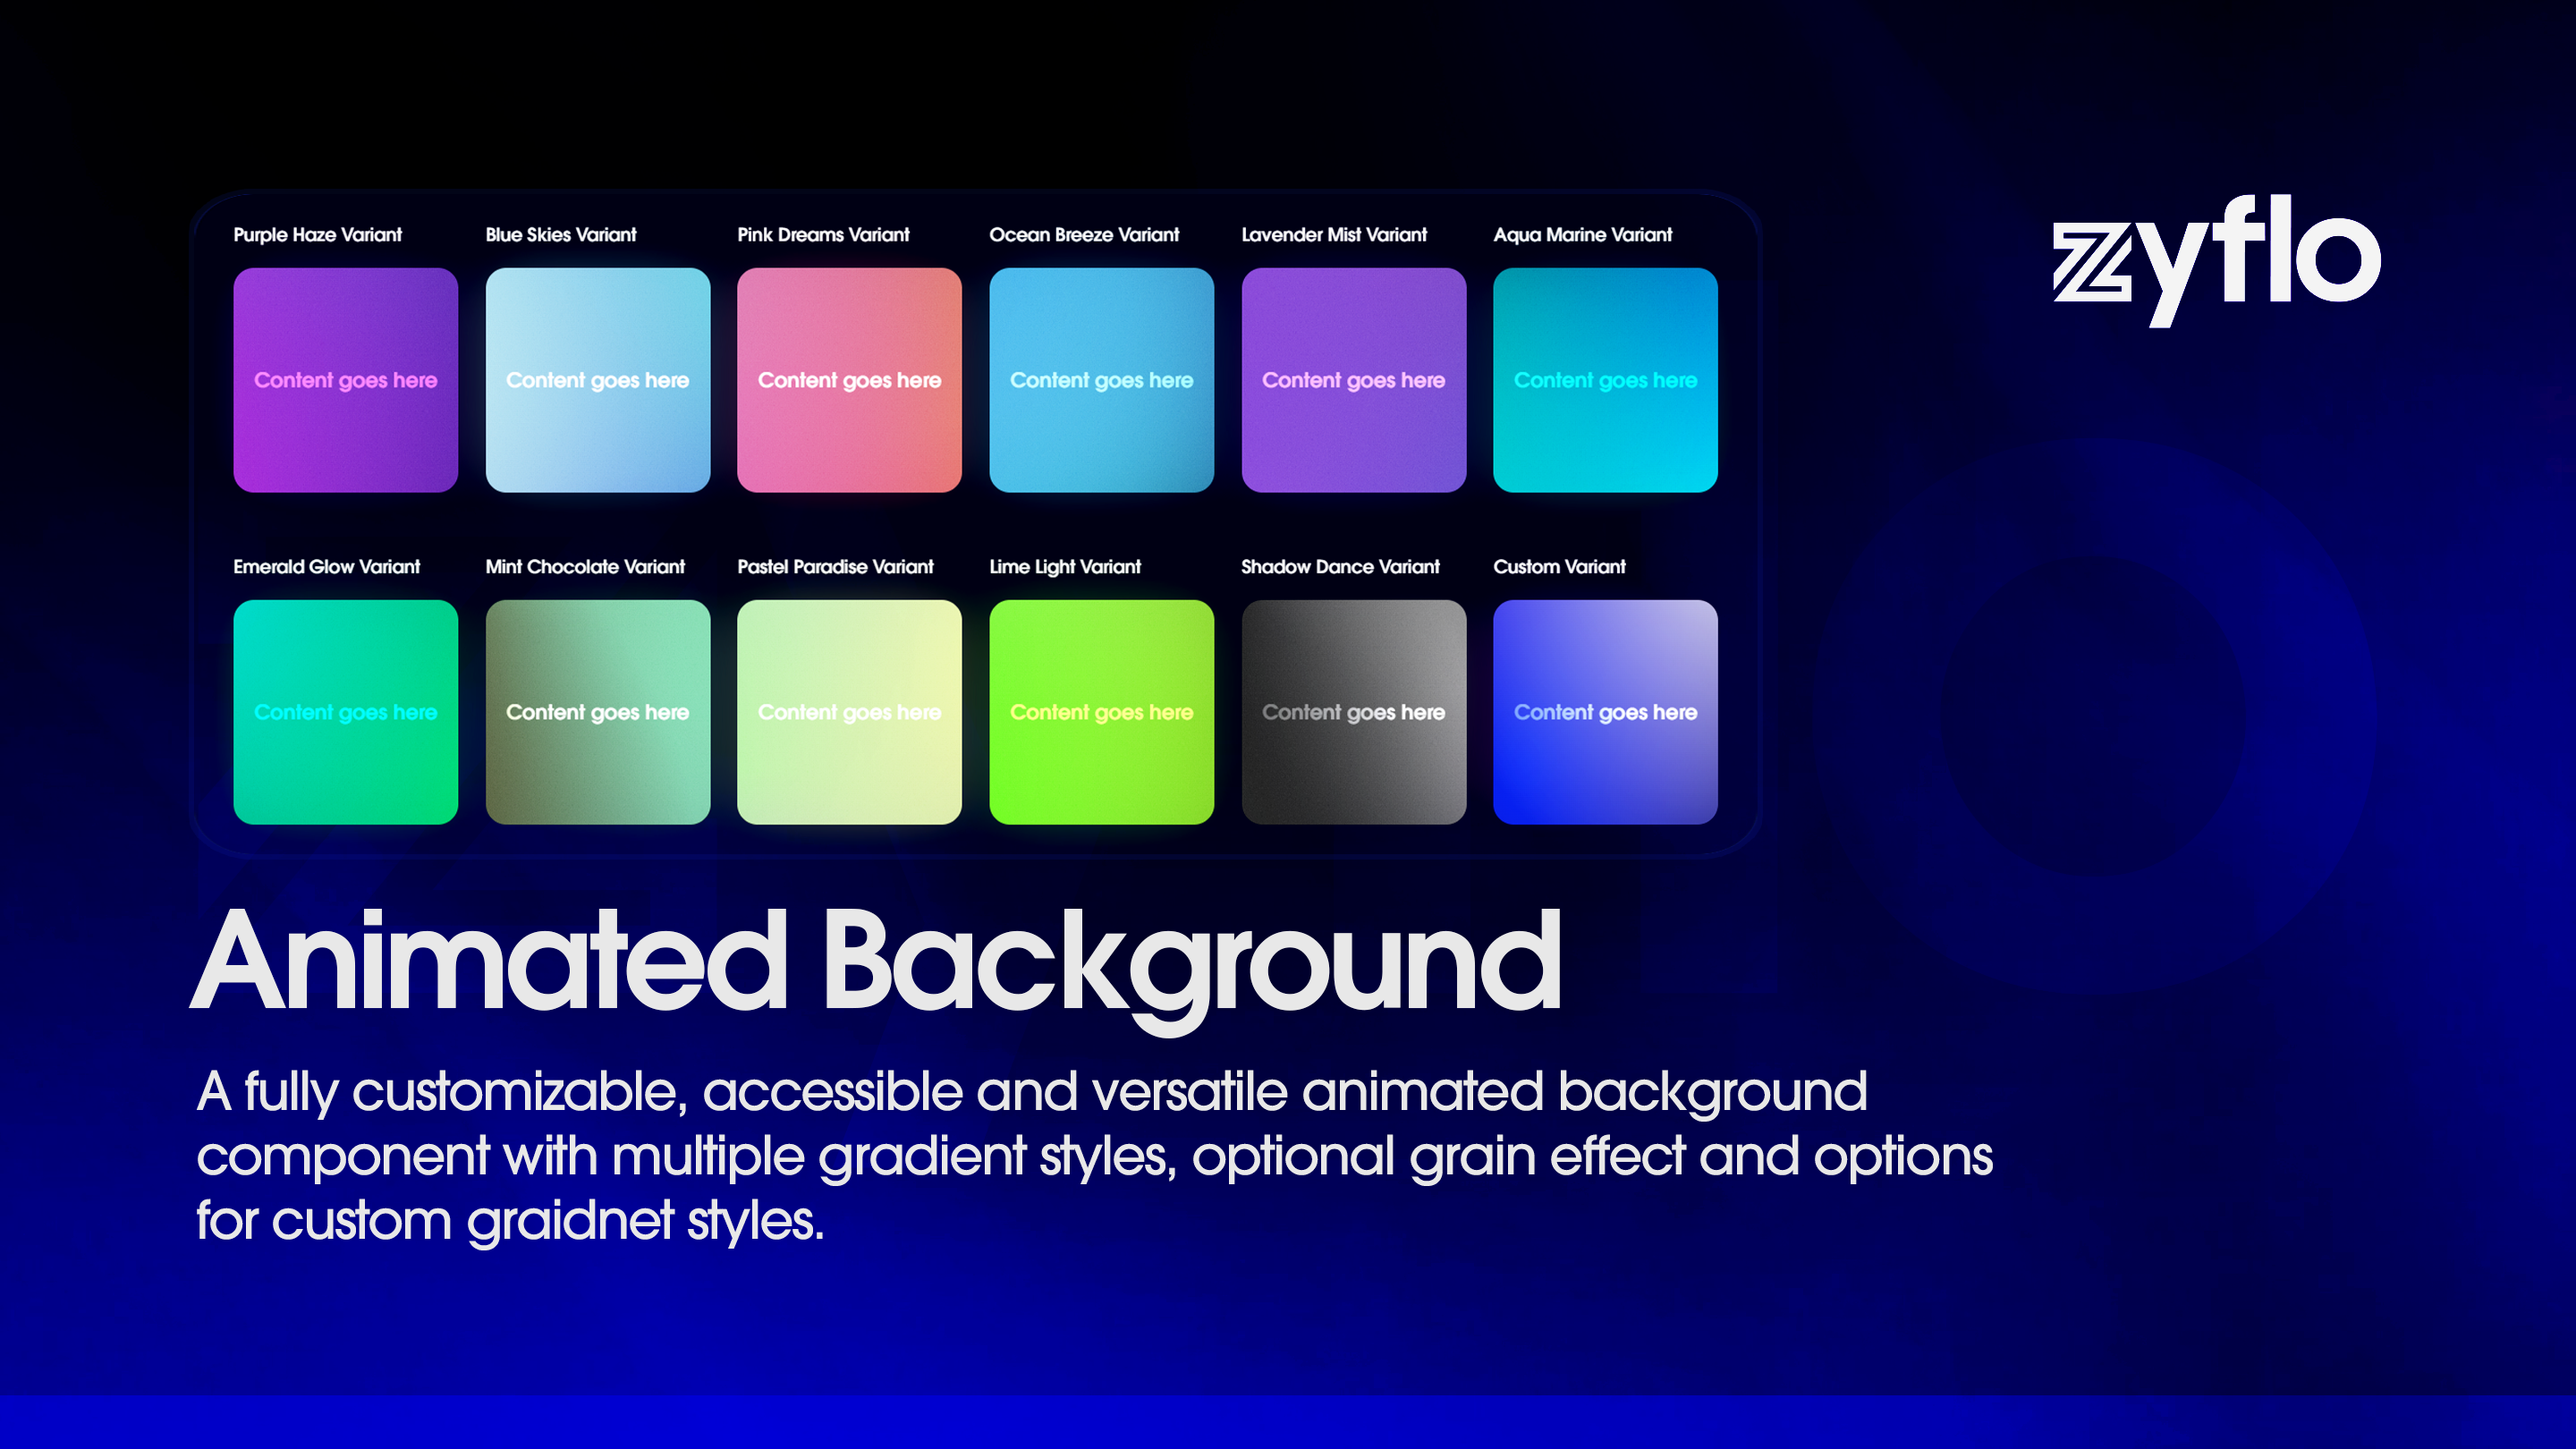 Purple Haze Variant
Blue Skies Variant
Pink Dreams Variant
Ocean Breeze Variant
Lavender Mist Variant
Aqua Marine Variant
zyflo
Content goes here
Content goes here
Content goes here
Content goes here
Content goes here
Content goes here
Emerald Glow Variant
Mint Chocolate Variant
Pastel Paradise Variant
Lime Light Variant
Shadow Dance Variant
Custom Variant
Content goes here
Content goes here
Content goes here
Content goes here
Content goes here
Content goes here
Animated Background
A fully customizable, accessible and versatile animated background
component with multiple gradient styles, optional grain effect and options
for custom graidnet styles.